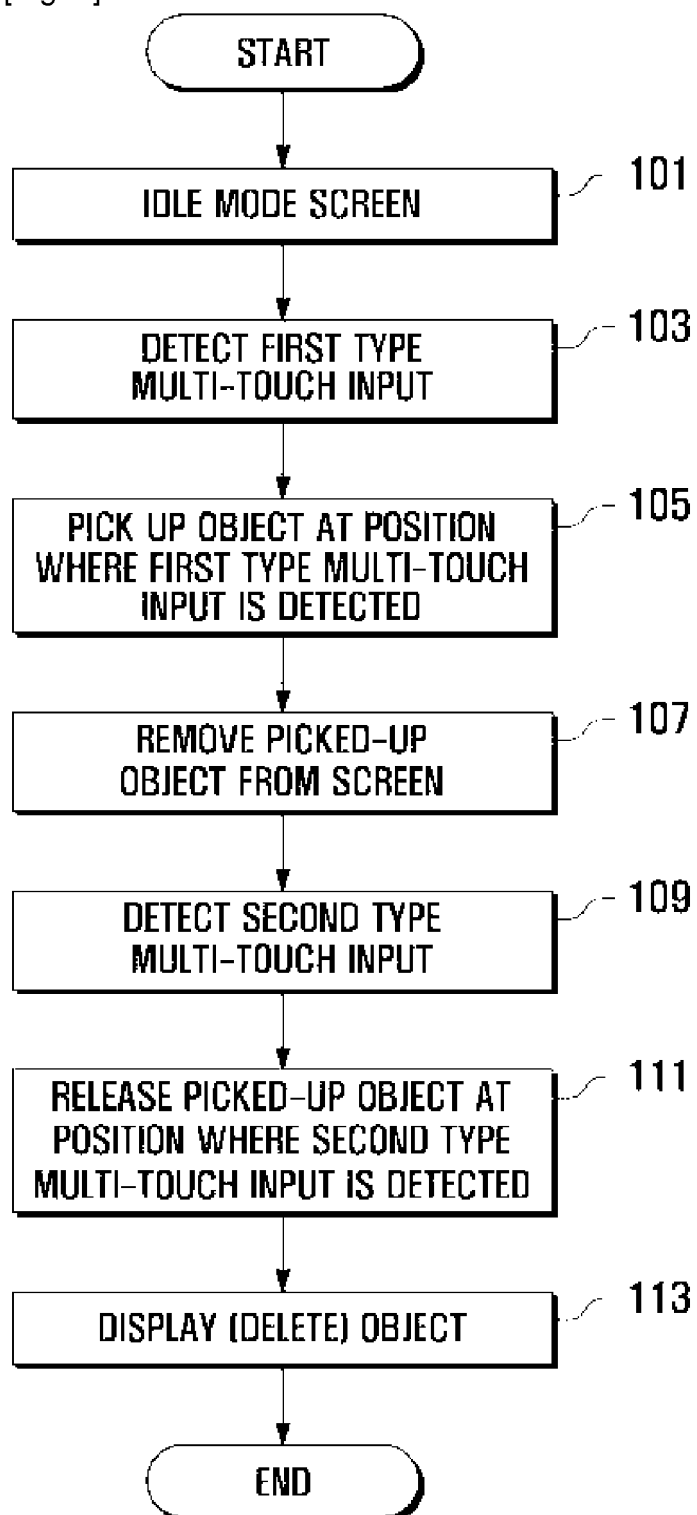 START
IDLE MODE SCREEN
101
DETECT FIRST TYPE
MULTI-TOUCH INPUT
103
PICK UP OBJECT AT POSITION
WHERE FIRST TYPE MULTI-TOUCH
INPUT IS DETECTED
105
REMOVE PICKED-UP
OBJECT FROM SCREEN
107
DETECT SECOND TYPE
MULTI-TOUCH INPUT
109
RELEASE PICKED-UP OBJECT AT
POSITION WHERE SECOND TYPE
MULTI-TOUCH INPUT IS DETECTED
111
DISPLAY (DELETE) OBJECT
113
END